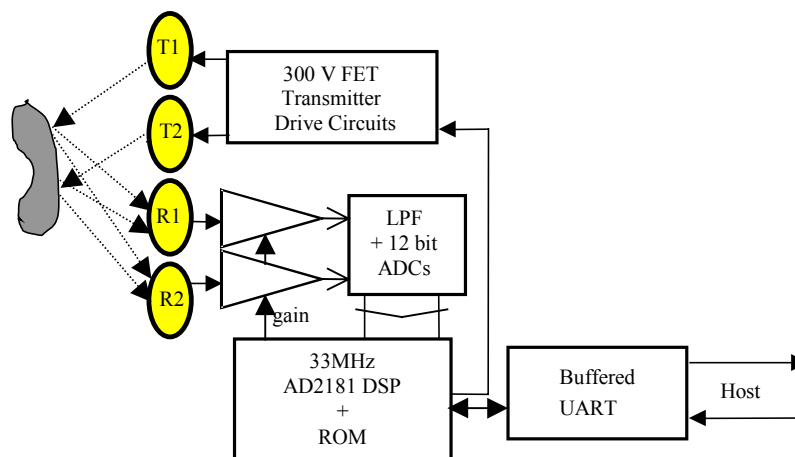 T1
300 V FET
Transmitter
Drive Circuits
T2
R1
LPF
+ 12 bit
ADCs
R2
gain
33MHz
AD2181 DSP
+
ROM
Buffered
UART
Host